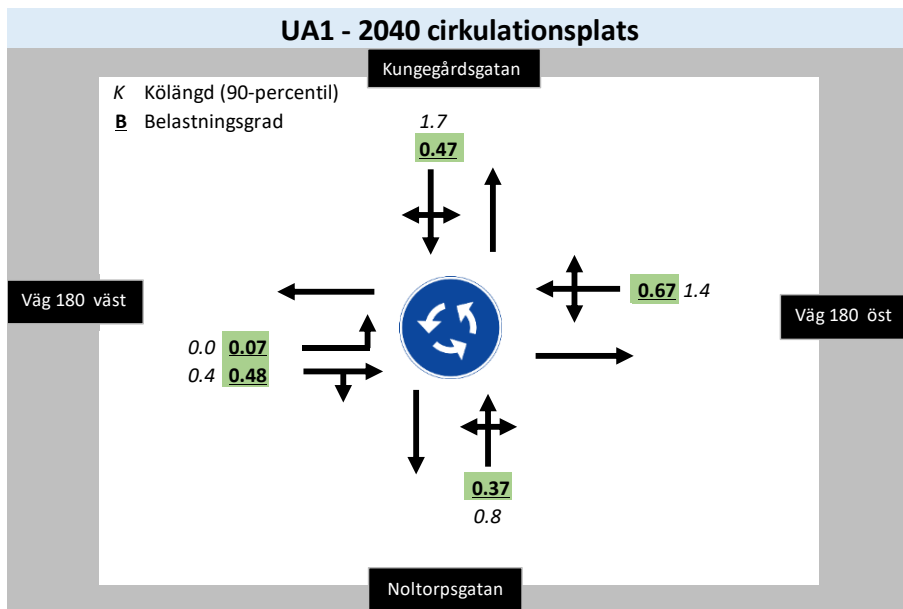 UA1 - 2040 cirkulationsplats
Kungegårdsgatan
K Kölängd (90-percentil)
B Belastningsgrad
1.7
0.47
Väg 180 väst
0.67 1.4
Väg 180 öst
0.0 0.07
0.4 0.48
0.37
0.8
Noltorpsgatan